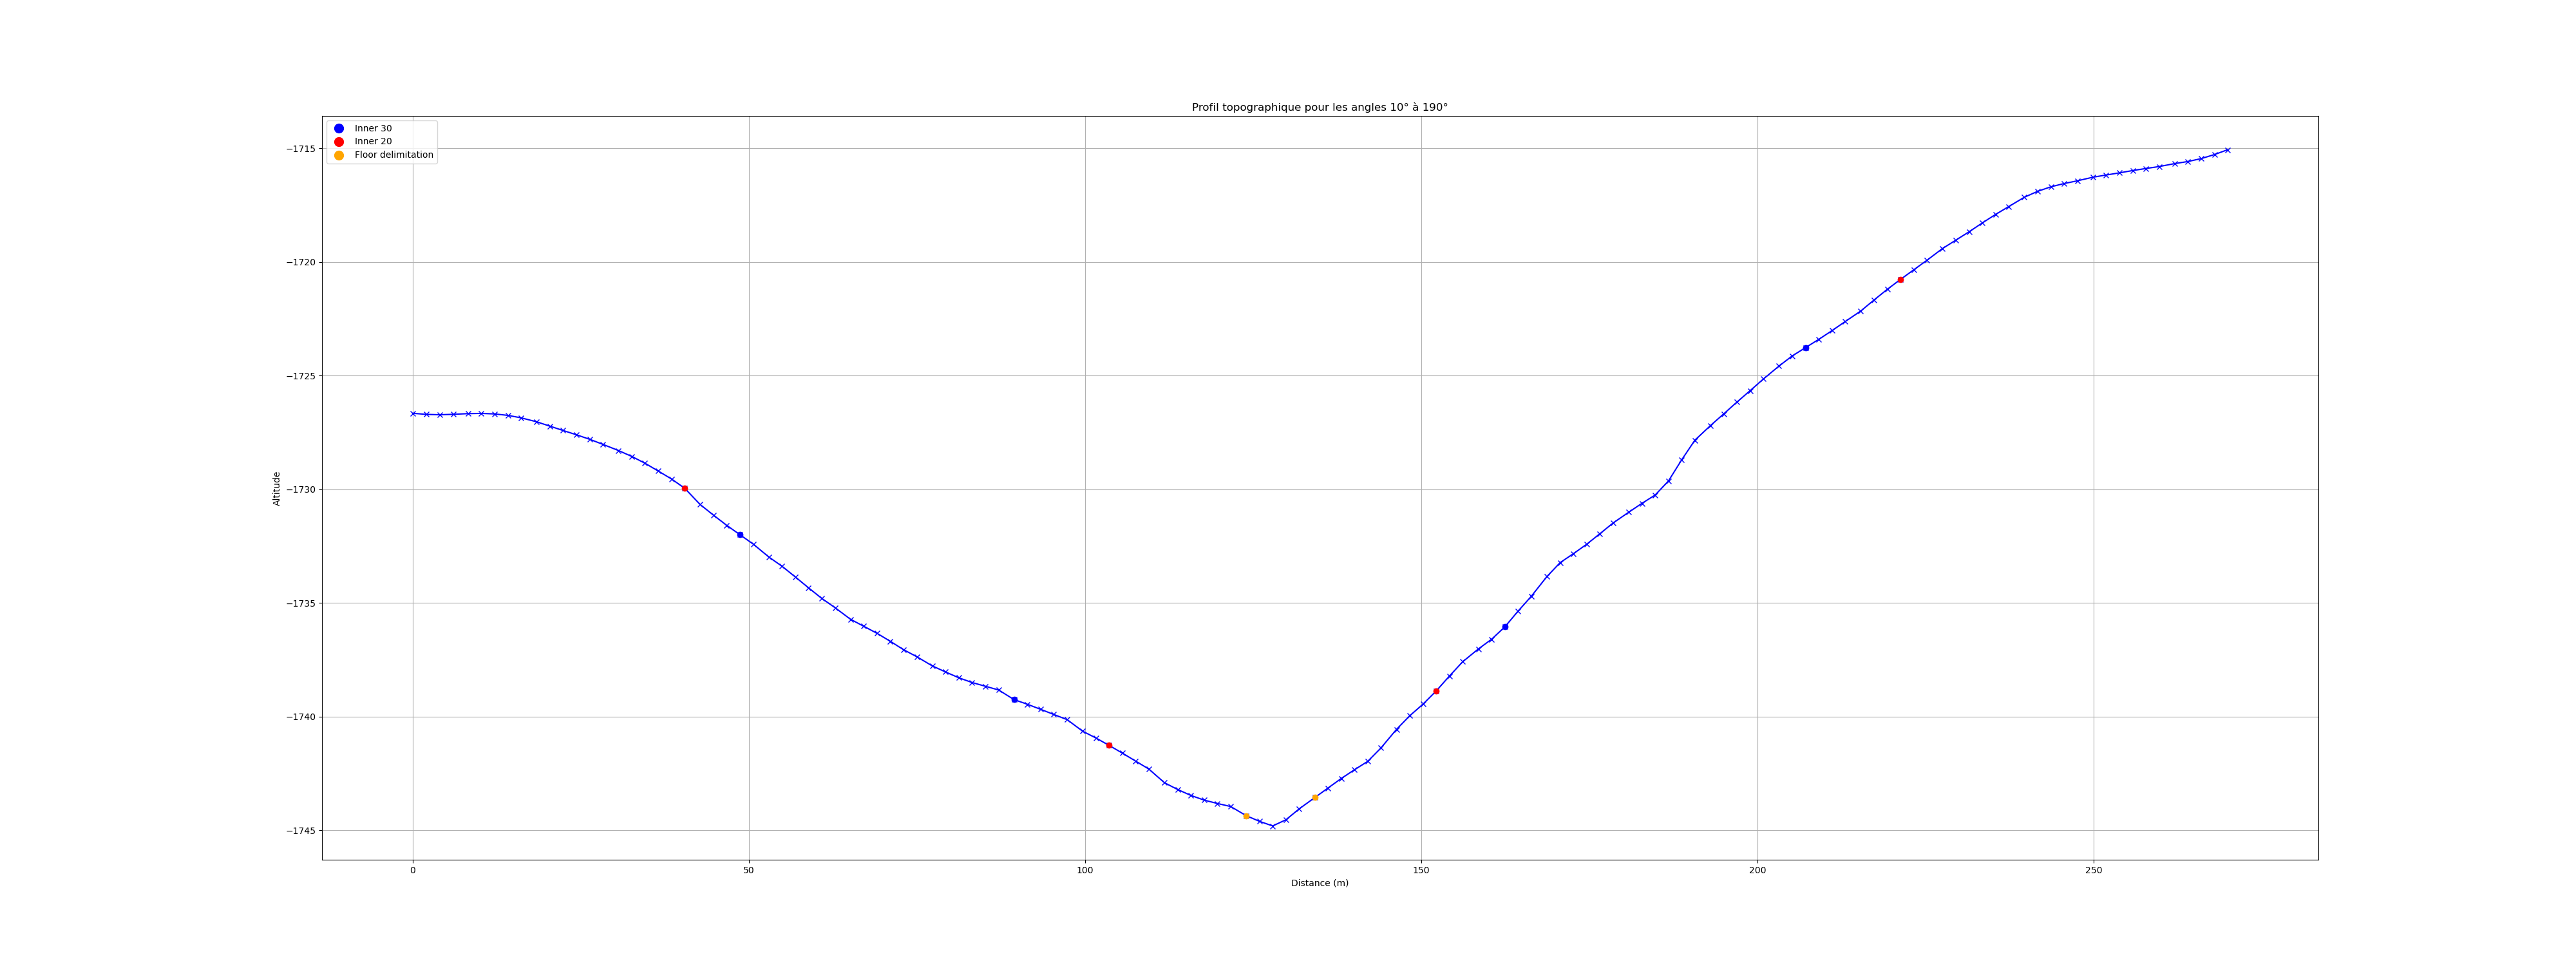 Profil topographique pour les angles 10° à 190°
Inner 30
Inner 20
Floor delimitation
−1715
−1720
−1725
−1730
−1735
−1740
−1745
Altitude
0 50 100 150 200 250
Distance (m)